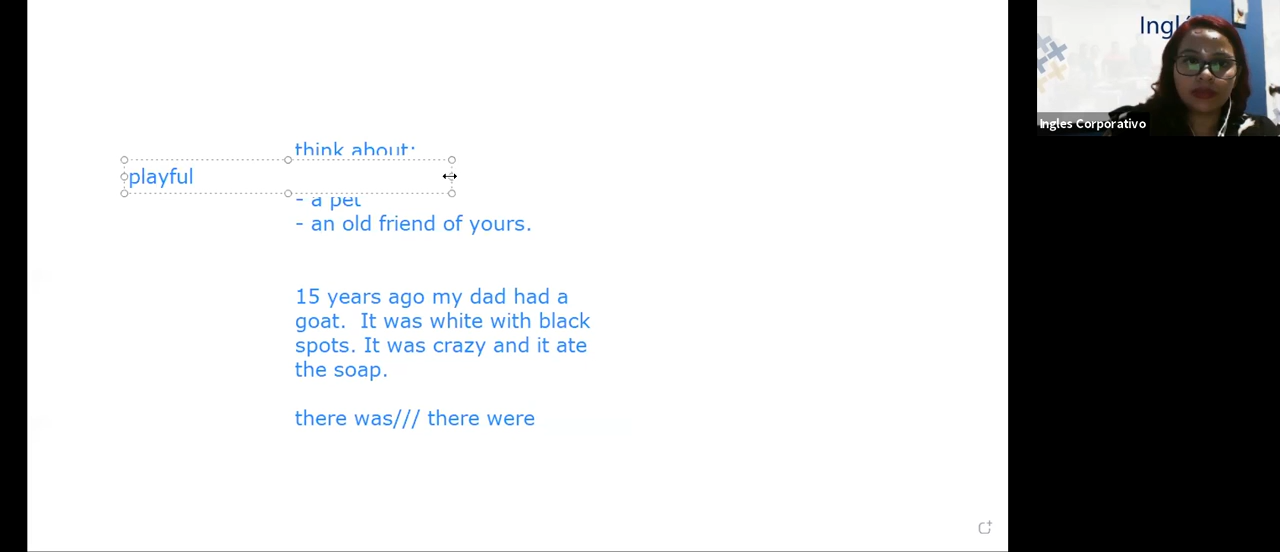 think about:
playful
- a pet
- an old friend of yours.
15 years ago my dad had a
goat.  It was white with black
spots. It was crazy and it ate
the soap.
there was/// there were
Ingl
Ingles Corporativo